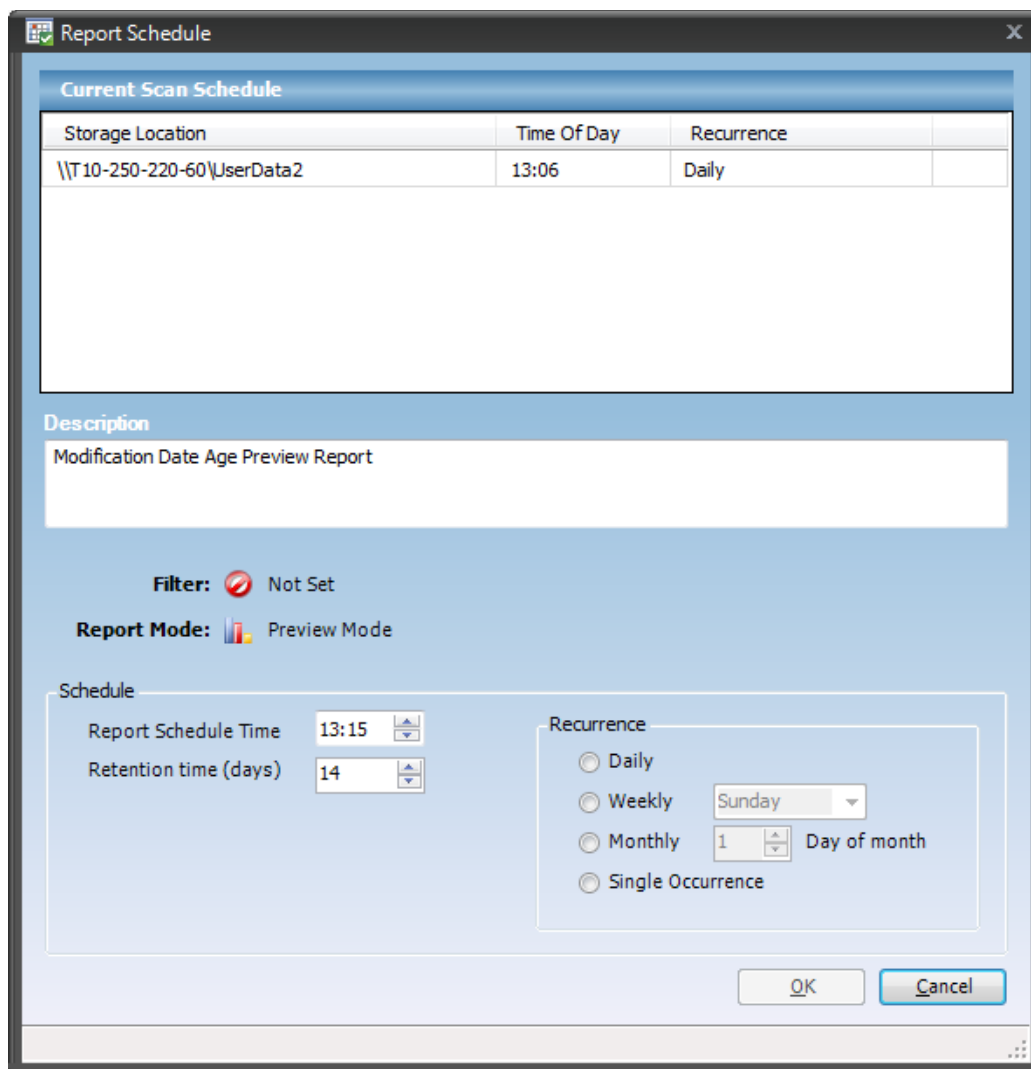 Report Schedule
Current Scan Schedule
Storage Location Time Of Day Recurrence
\\T10-250-220-60\UserData2 13:06 Daily
Description
Modification Date Age Preview Report
Filter: Not Set
Report Mode: Preview Mode
Schedule
Report Schedule Time 13:15
Retention time (days) 14
Recurrence
Daily
Weekly Sunday
Monthly 1 Day of month
Single Occurrence
OK Cancel